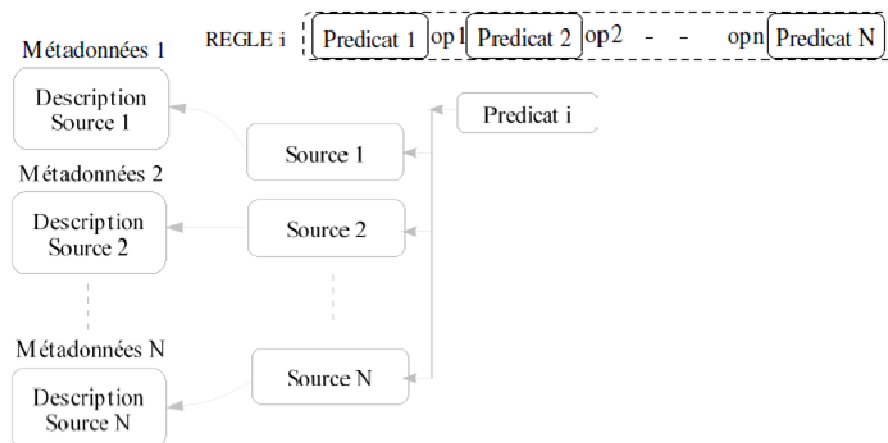 REGLE i Predicat 1 op1 Predicat 2 op2 - - opn Predicat N
Métadonnées 1
Description
Source 1
Predicat i
Source 1
Métadonnées 2
Description
Source 2
Source 2
Métadonnées N
Description
Source N
Source N